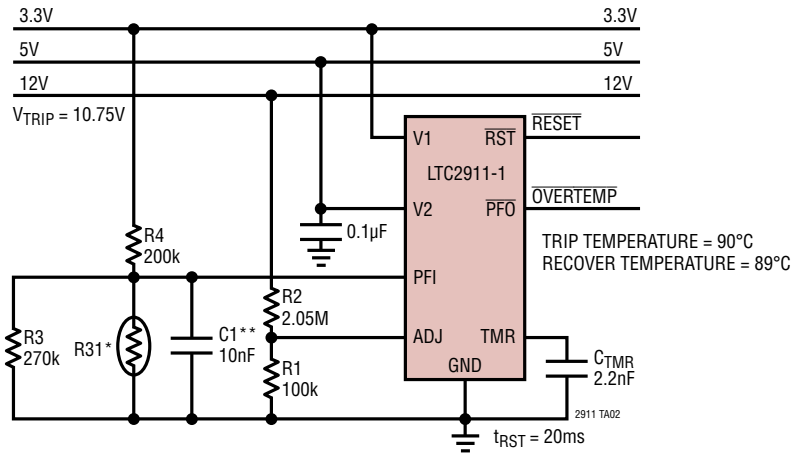 3.3V 3.3V
5V 5V
12V 12V
VTRIP = 10.75V
V1 RST RESET
LTC2911-1
V2 PFO OVERTEMP
0.1µF
TRIP TEMPERATURE = 90°C
RECOVER TEMPERATURE = 89°C
R4
200k
PFI
R2
2.05M
R3
270k
R31*
C1**
10nF
ADJ TMR
R1
100k
GND
CTMR
2.2nF
2911 TA02
tRST = 20ms